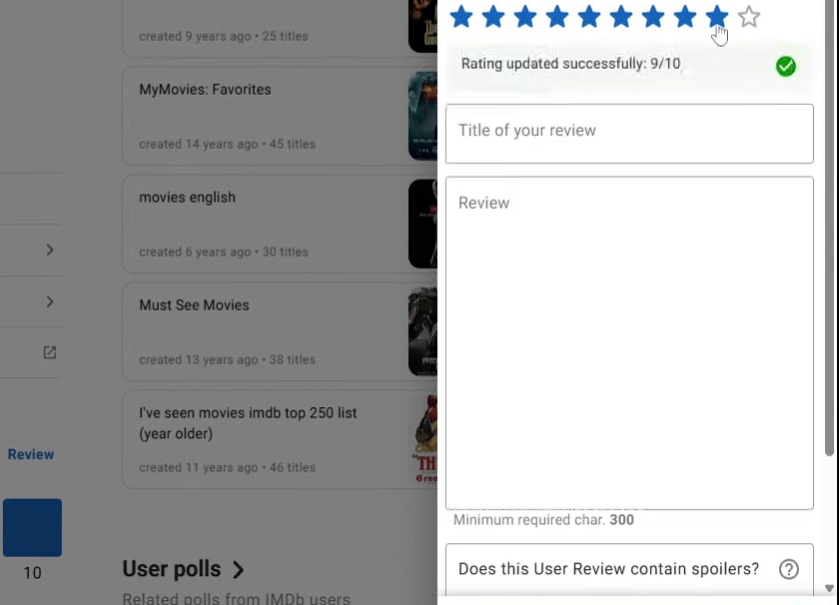 created 9 years ago • 25 titles
MyMovies: Favorites
created 14 years ago • 45 titles
movies english
created 6 years ago • 30 titles
Must See Movies
created 13 years ago • 38 titles
I've seen movies imdb top 250 list
(year older)
created 11 years ago • 46 titles
"TH
Review
10
User polls
Related polls from IMDb users
Rating updated successfully: 9/10
Title of your review
Review
Minimum required char. 300
Does this User Review contain spoilers?